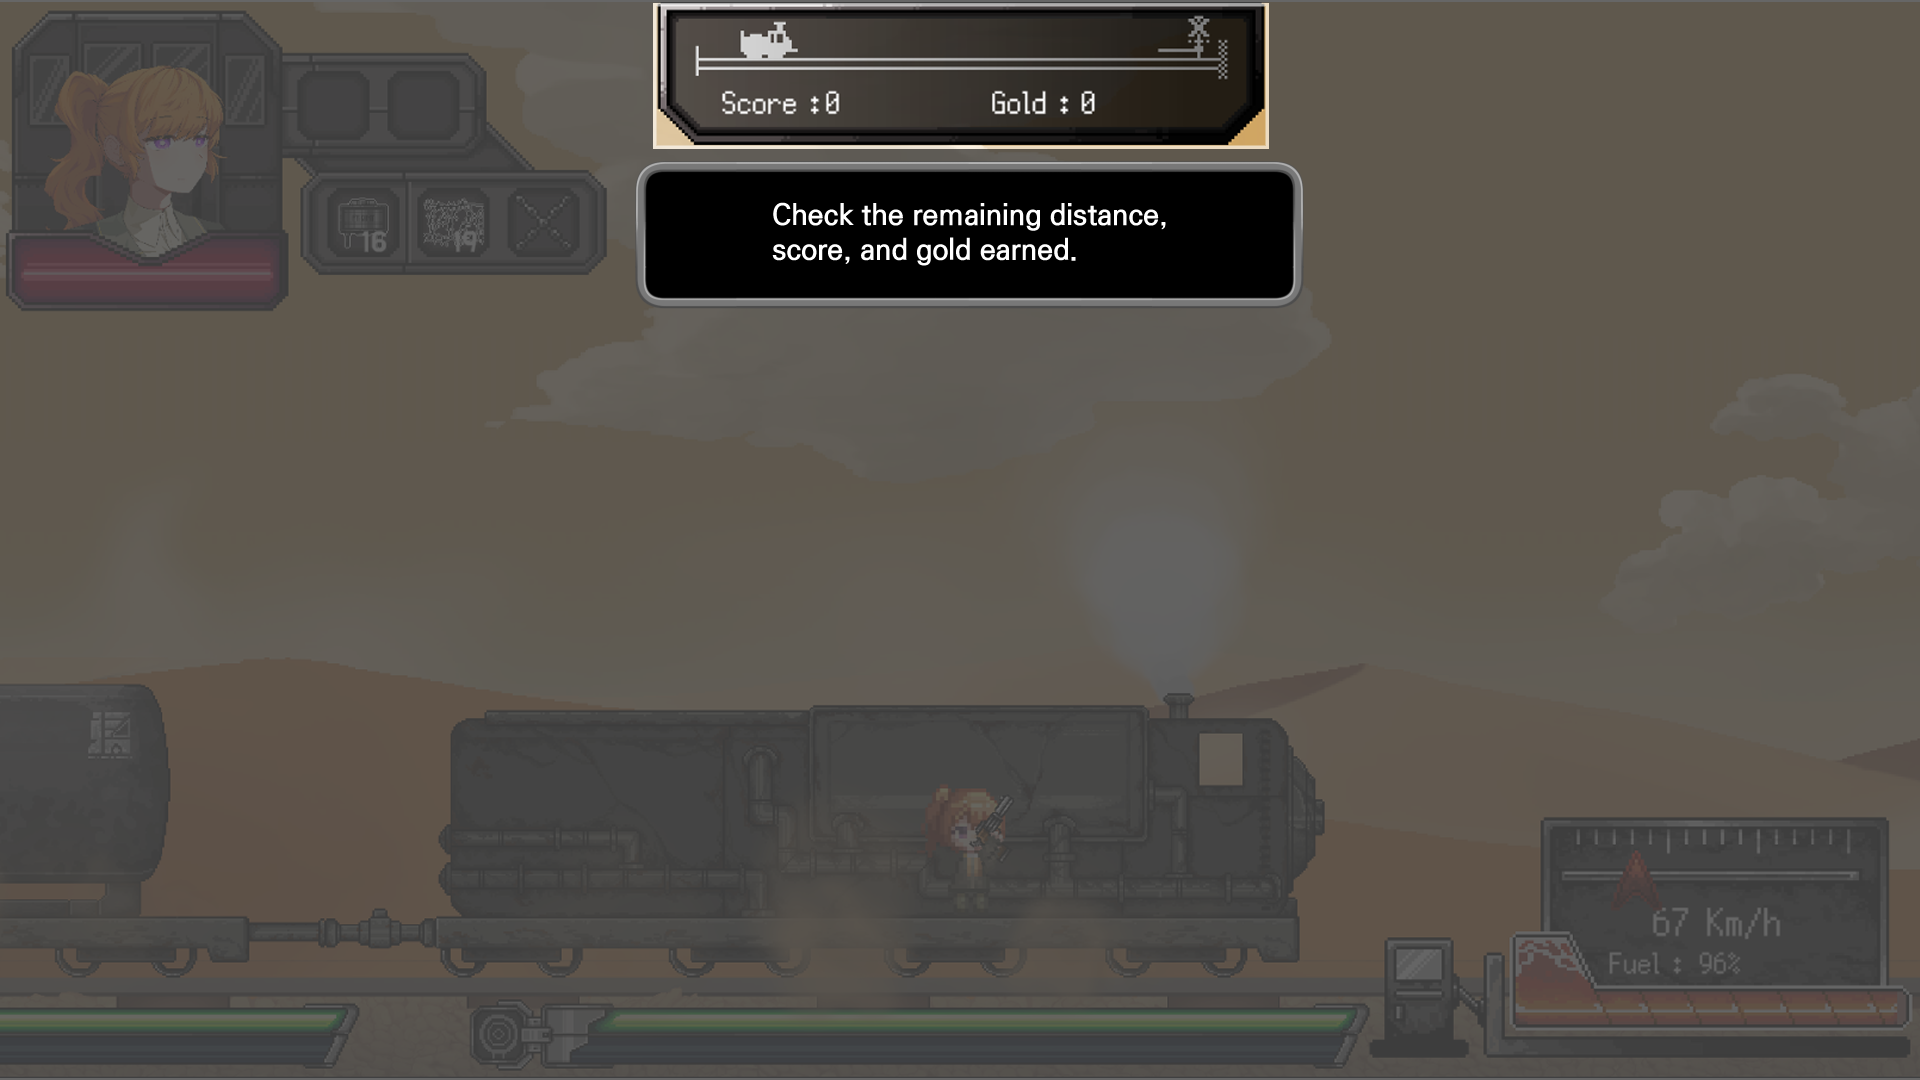 Score :0
Gold : 0
Check the remaining distance,
score, and gold earned.
16
19
67 Km/h
Fuel : 96%